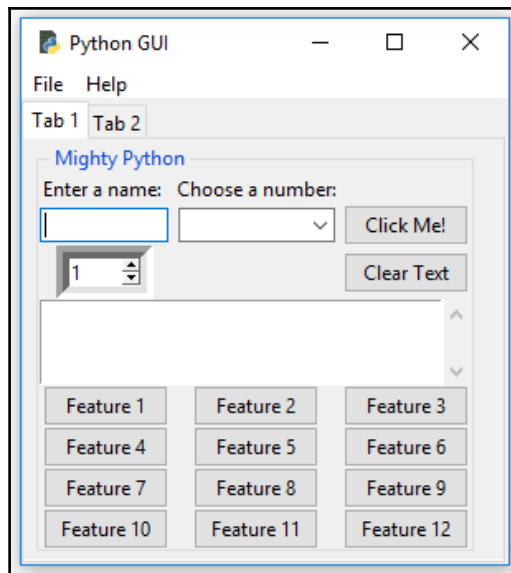 Python GUI
File Help
Tab 1 Tab 2
Mighty Python
Enter a name: Choose a number:
Click Me!
1 Clear Text
Feature 1 Feature 2 Feature 3
Feature 4 Feature 5 Feature 6
Feature 7 Feature 8 Feature 9
Feature 10 Feature 11 Feature 12